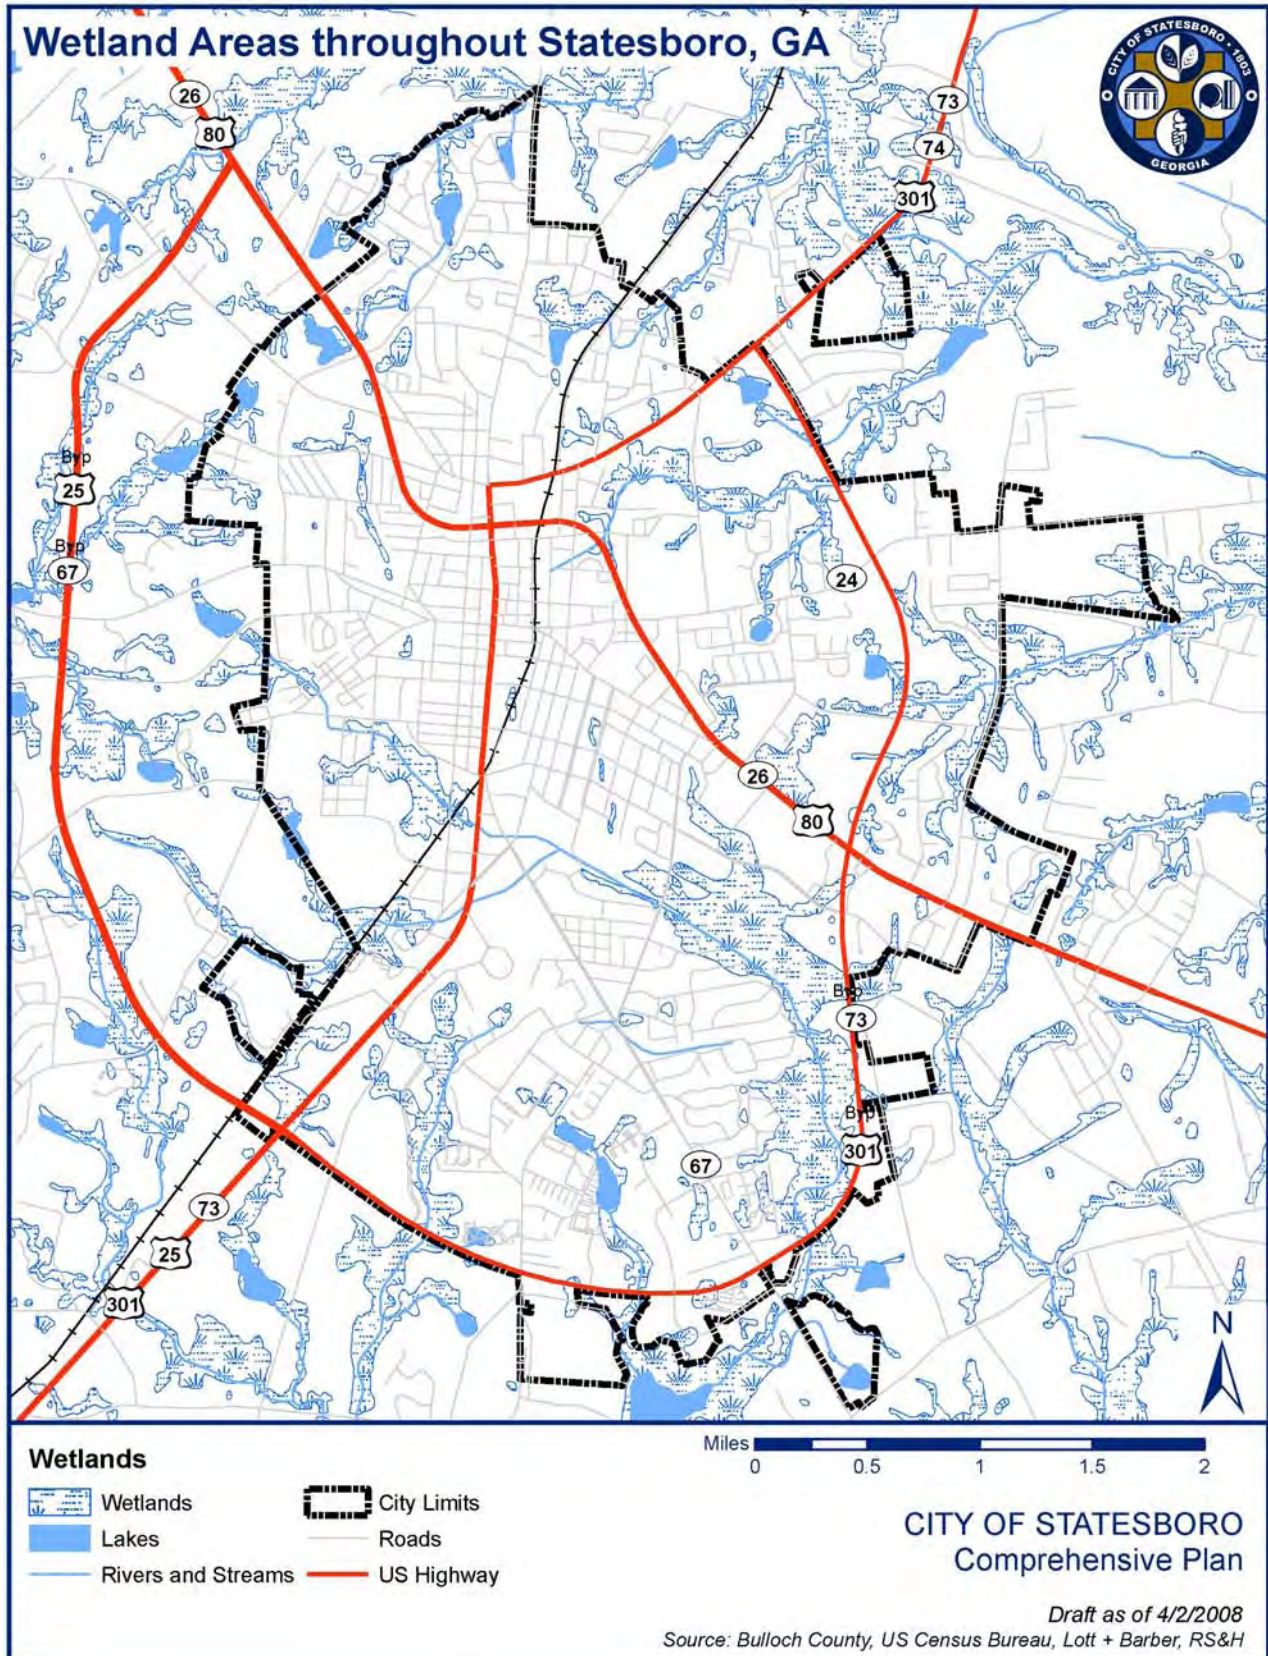 Wetland Areas throughout Statesboro, GA
CITY OF STATESBORO • 1803
GEORGIA
26
80
73
74
301
Byp
25
Byp
67
24
26
80
Byp
73
Byp
301
67
73
25
301
N
Wetlands
Wetlands
Lakes
Rivers and Streams
City Limits
Roads
US Highway
Miles
0 0.5 1 1.5 2
CITY OF STATESBORO
Comprehensive Plan
Draft as of 4/2/2008
Source: Bulloch County, US Census Bureau, Lott + Barber, RS&H